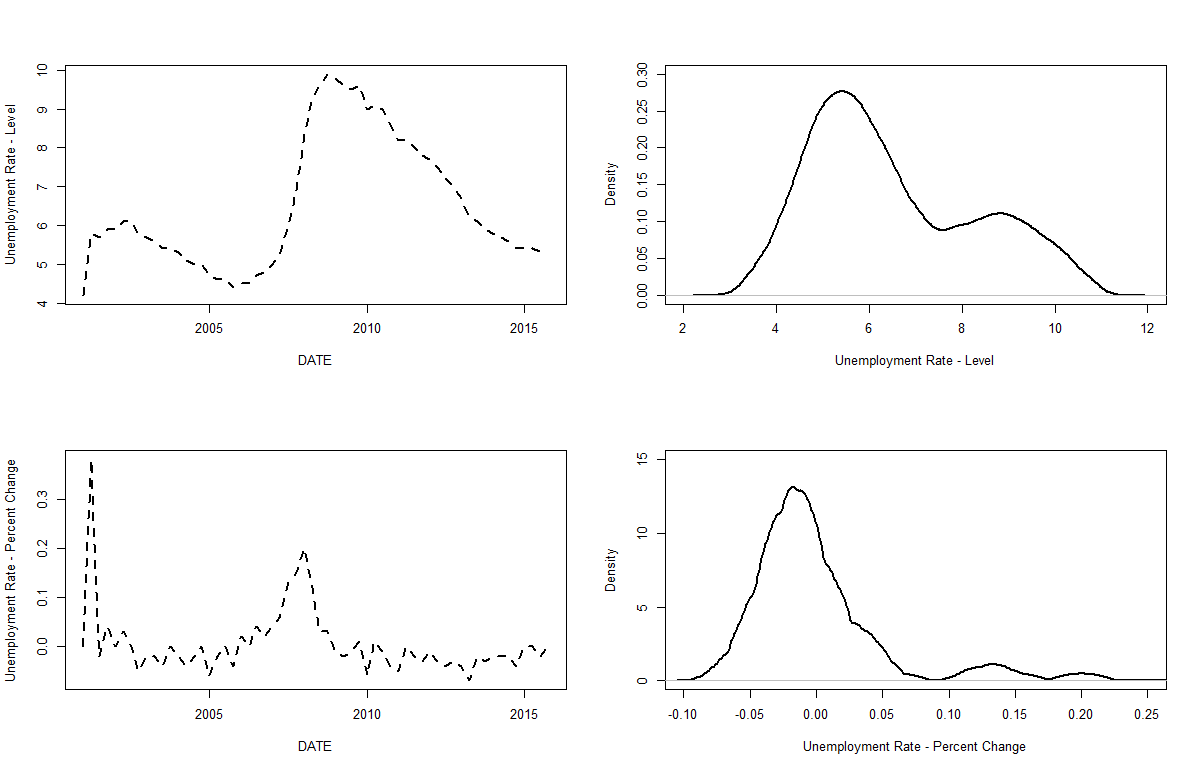 Unemployment Rate - Level
10
9
8
7
6
5
4
2005 2010 2015
DATE
Density
0.30
0.25
0.20
0.15
0.10
0.05
0.00
2 4 6 8 10 12
Unemployment Rate - Level
Unemployment Rate - Percent Change
0.3
0.2
0.1
0.0
2005 2010 2015
DATE
Density
15
10
5
0
-0.10 -0.05 0.00 0.05 0.10 0.15 0.20 0.25
Unemployment Rate - Percent Change